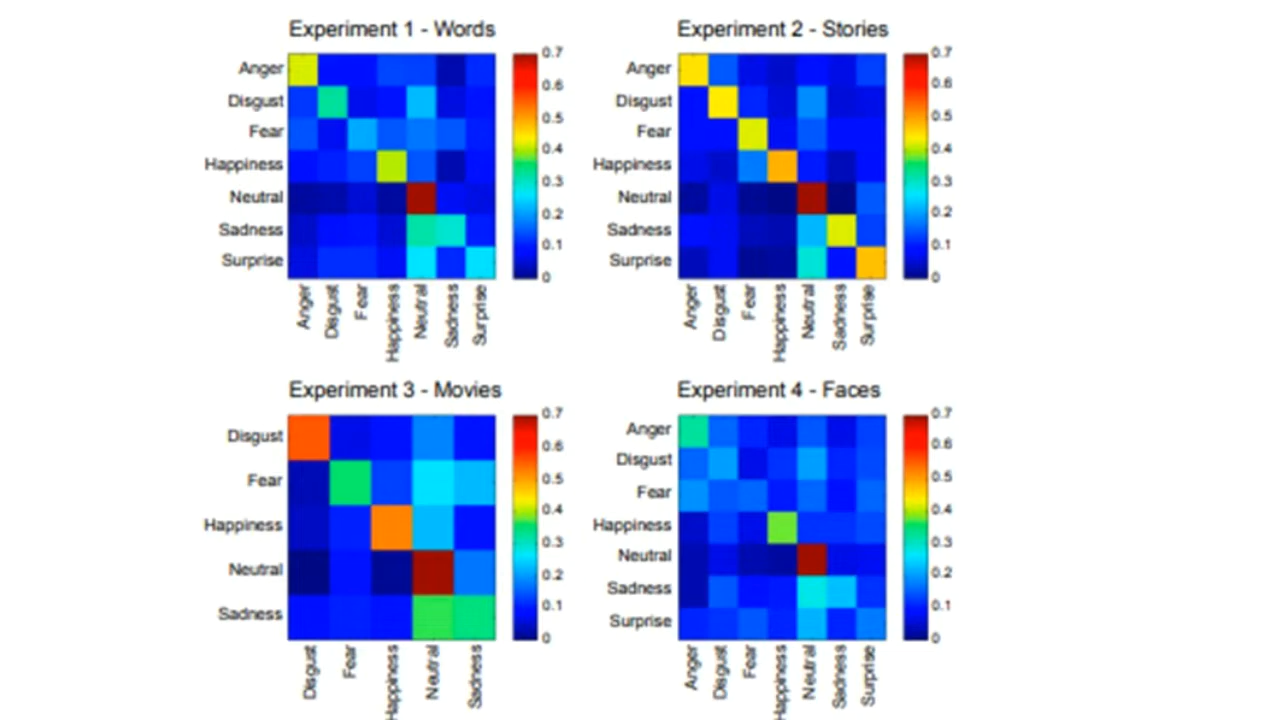 Experiment 1 - Words
Anger
Disgust
Fear
Happiness
Neutral
Sadness
Surprise
0.7
0.6
0.5
0.4
0.3
0.2
0.1
0
Anger
Disgust
Fear
Happiness
Neutral
Sadness
Surprise
Experiment 2 - Stories
Anger
Disgust
Fear
Happiness
Neutral
Sadness
Surprise
0.7
0.6
0.5
0.4
0.3
0.2
0.1
0
Anger
Disgust
Fear
Happiness
Neutral
Sadness
Surprise
Experiment 3 - Movies
Disgust
Fear
Happiness
Neutral
Sadness
0.7
0.6
0.5
0.4
0.3
0.2
0.1
0
Disgust
Fear
Happiness
Neutral
Sadness
Experiment 4 - Faces
Anger
Disgust
Fear
Happiness
Neutral
Sadness
Surprise
0.7
0.6
0.5
0.4
0.3
0.2
0.1
0
Anger
Disgust
Fear
Happiness
Neutral
Sadness
Surprise